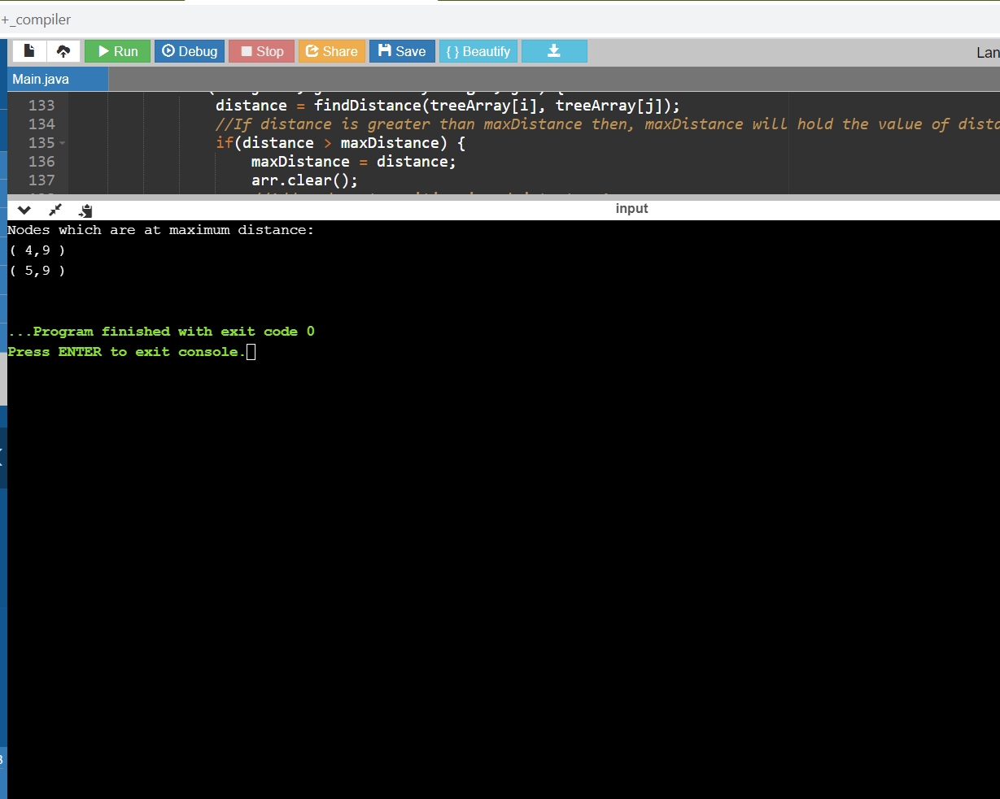 +_compiler
Run Debug Stop Share Save { } Beautify Lan
Main.java
133 distance = findDistance(treeArray[i], treeArray[j]);
134 //If distance is greater than maxDistance then, maxDistance will hold the value of dista
135 if(distance > maxDistance) {
136 maxDistance = distance;
137 arr.clear();
input
Nodes which are at maximum distance:
( 4,9 )
( 5,9 )
...Program finished with exit code 0
Press ENTER to exit console.